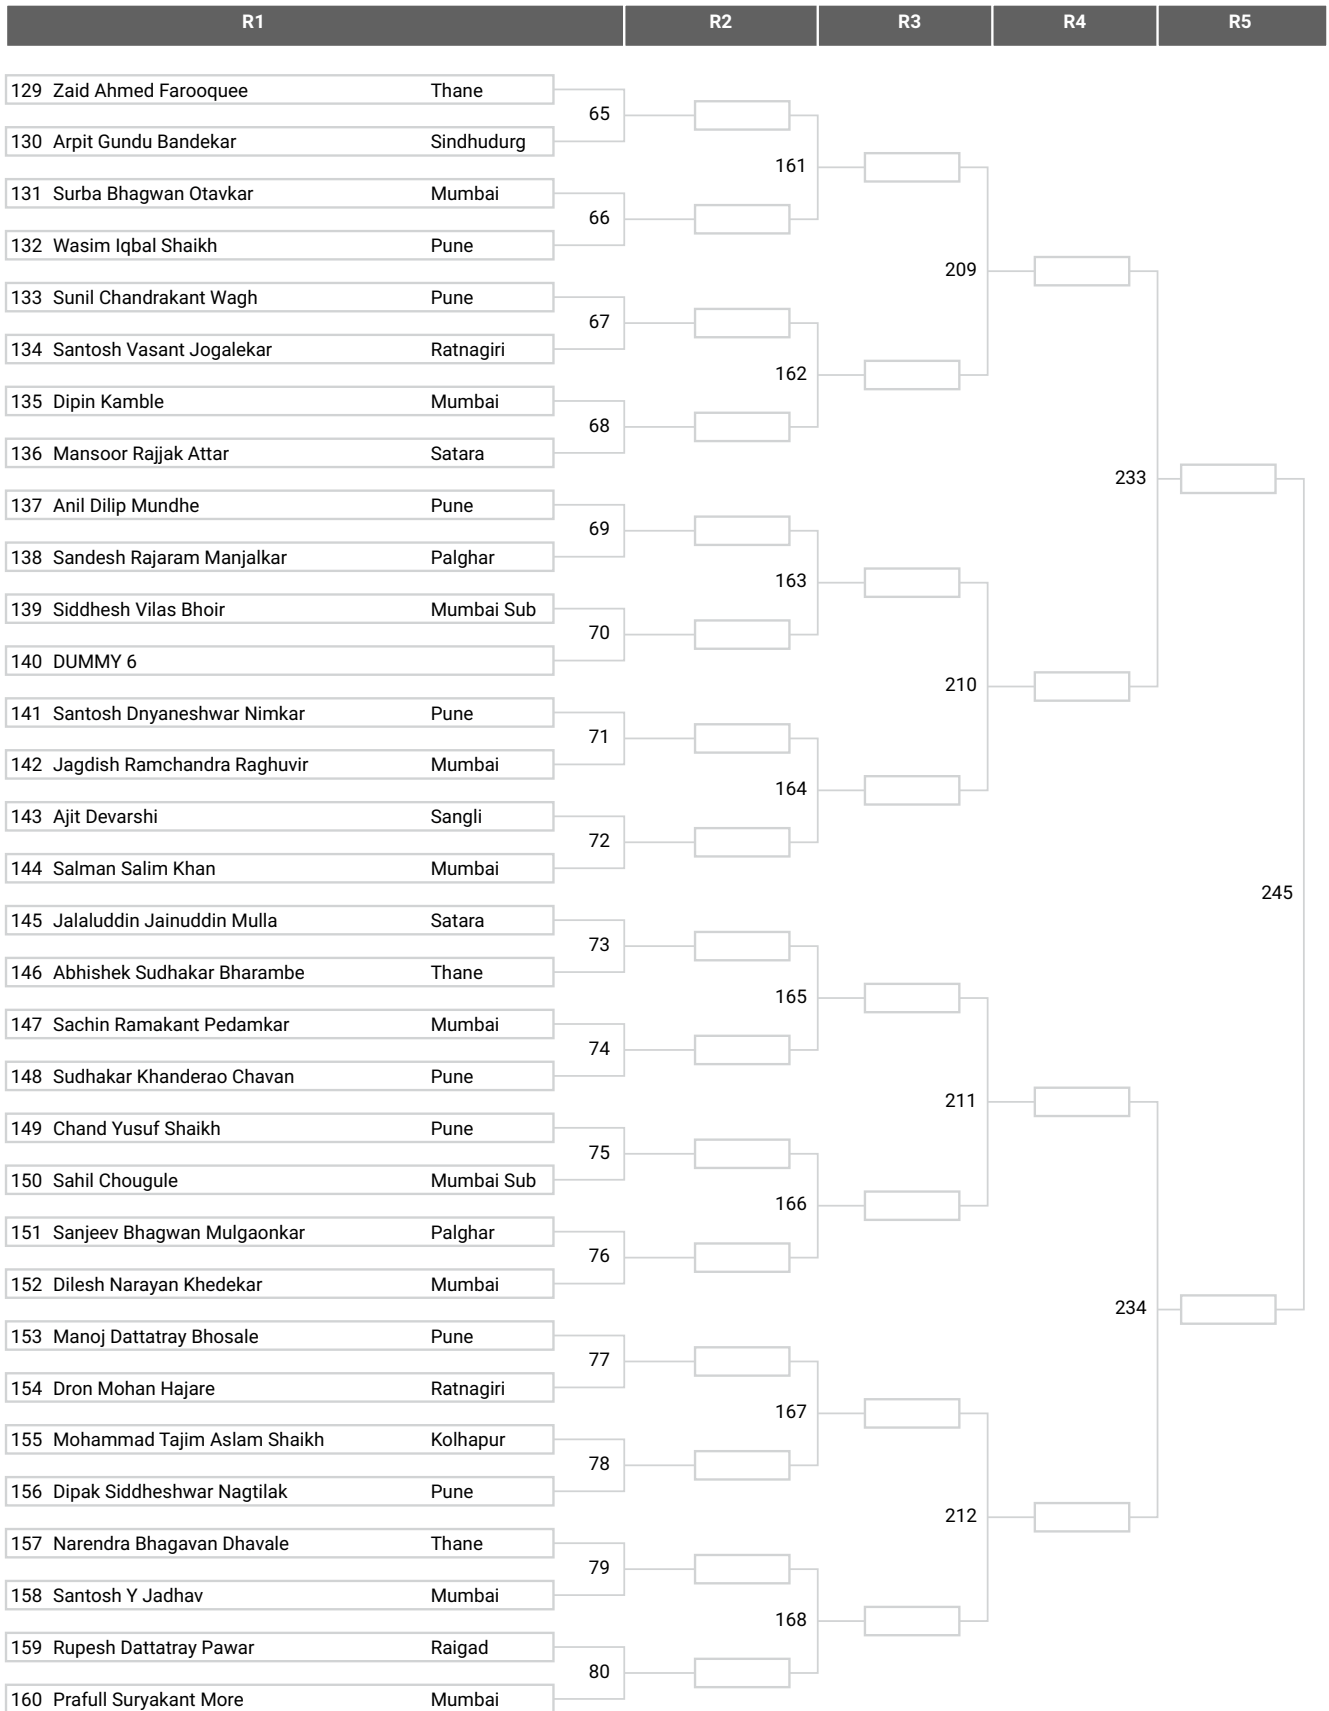 R1 R2 R3 R4 R5
129 Zaid Ahmed Farooquee Thane
65
130 Arpit Gundu Bandekar Sindhudurg
161
131 Surba Bhagwan Otavkar Mumbai
66
132 Wasim Iqbal Shaikh Pune
209
133 Sunil Chandrakant Wagh Pune
67
134 Santosh Vasant Jogalekar Ratnagiri
162
135 Dipin Kamble Mumbai
68
136 Mansoor Rajjak Attar Satara
233
137 Anil Dilip Mundhe Pune
69
138 Sandesh Rajaram Manjalkar Palghar
163
139 Siddhesh Vilas Bhoir Mumbai Sub
70
140 DUMMY 6
210
141 Santosh Dnyaneshwar Nimkar Pune
71
142 Jagdish Ramchandra Raghuvir Mumbai
164
143 Ajit Devarshi Sangli
72
144 Salman Salim Khan Mumbai
245
145 Jalaluddin Jainuddin Mulla Satara
73
146 Abhishek Sudhakar Bharambe Thane
165
147 Sachin Ramakant Pedamkar Mumbai
74
148 Sudhakar Khanderao Chavan Pune
211
149 Chand Yusuf Shaikh Pune
75
150 Sahil Chougule Mumbai Sub
166
151 Sanjeev Bhagwan Mulgaonkar Palghar
76
152 Dilesh Narayan Khedekar Mumbai
234
153 Manoj Dattatray Bhosale Pune
77
154 Dron Mohan Hajare Ratnagiri
167
155 Mohammad Tajim Aslam Shaikh Kolhapur
78
156 Dipak Siddheshwar Nagtilak Pune
212
157 Narendra Bhagavan Dhavale Thane
79
158 Santosh Y Jadhav Mumbai
168
159 Rupesh Dattatray Pawar Raigad
80
160 Prafull Suryakant More Mumbai